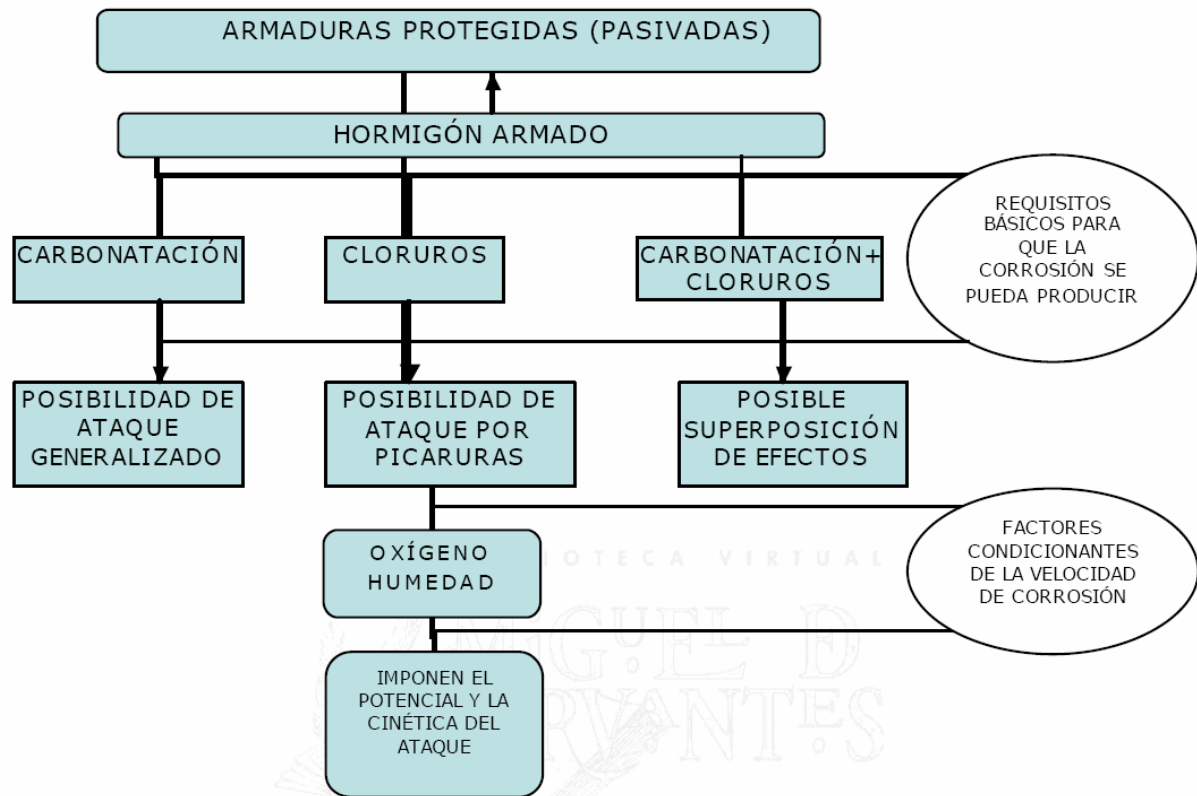 ARMADURAS PROTEGIDAS (PASIVADAS)
HORMIGÓN ARMADO
REQUISITOS
BÁSICOS PARA
QUE LA
CORROSIÓN SE
PUEDA PRODUCIR
CARBONATACIÓN
CLORUROS
CARBONATACIÓN+
CLORUROS
POSIBILIDAD DE
ATAQUE
GENERALIZADO
POSIBILIDAD DE
ATAQUE POR
PICARURAS
POSIBLE
SUPERPOSICIÓN
DE EFECTOS
OXÍGENO
HUMEDAD
FACTORES
CONDICIONANTES
DE LA VELOCIDAD
DE CORROSIÓN
IMPONEN EL
POTENCIAL Y LA
CINÉTICA DEL
ATAQUE
VIRTUAL